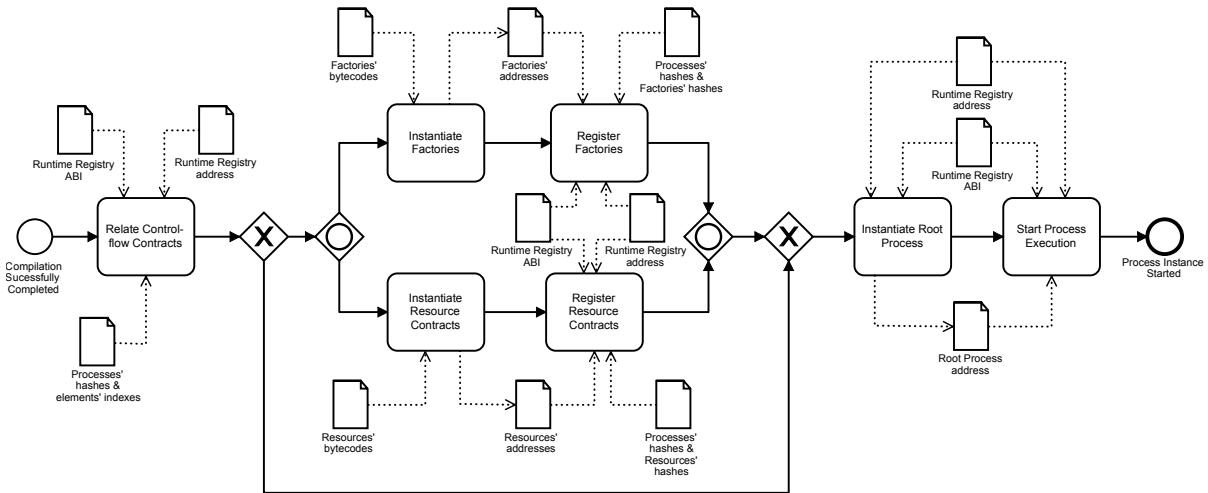 Factories'
bytecodes
Factories'
addresses
Processes'
hashes &
Factories' hashes
Runtime Registry
address
Runtime Registry
ABI
Runtime Registry
address
Instantiate
Factories
Register
Factories
Runtime Registry
ABI
Relate Control-
flow Contracts
X
Runtime Registry
ABI
Runtime Registry
address
X
Instantiate Root
Process
Start Process
Execution
Compilation
Sucessfully
Completed
Process Instance
Started
Instantiate
Resource
Contracts
Register
Resource
Contracts
Processes'
hashes &
elements' indexes
Root Process
address
Resources'
bytecodes
Resources'
addresses
Processes'
hashes &
Resources'
hashes